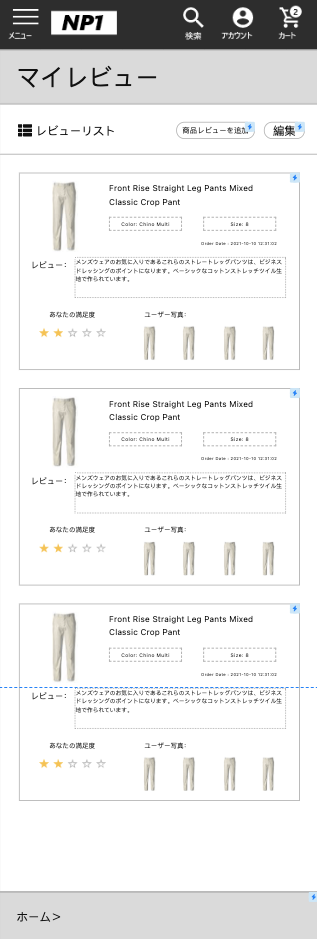 メニュー
NP1
検索
アカウント
2
カート
マイレビュー
レビューリスト
商品レビューを追加
編集
Front Rise Straight Leg Pants Mixed
Classic Crop Pant
Color: Chino Multi
Size: 8
Order Date : 2021-10-10 12:31:02
レビュー：
メンズウェアのお気に入りであるこれらのストレートレッグパンツは、ビジネス
ドレッシングのポイントになります。ベーシックなコットンストレッチツイル生
地で作られています。
あなたの満足度
ユーザー写真：
Front Rise Straight Leg Pants Mixed
Classic Crop Pant
Color: Chino Multi
Size: 8
Order Date : 2021-10-10 12:31:02
レビュー：
メンズウェアのお気に入りであるこれらのストレートレッグパンツは、ビジネス
ドレッシングのポイントになります。ベーシックなコットンストレッチツイル生
地で作られています。
あなたの満足度
ユーザー写真：
Front Rise Straight Leg Pants Mixed
Classic Crop Pant
Color: Chino Multi
Size: 8
Order Date : 2021-10-10 12:31:02
レビュー：
メンズウェアのお気に入りであるこれらのストレートレッグパンツは、ビジネス
ドレッシングのポイントになります。ベーシックなコットンストレッチツイル生
地で作られています。
あなたの満足度
ユーザー写真：
ホーム＞